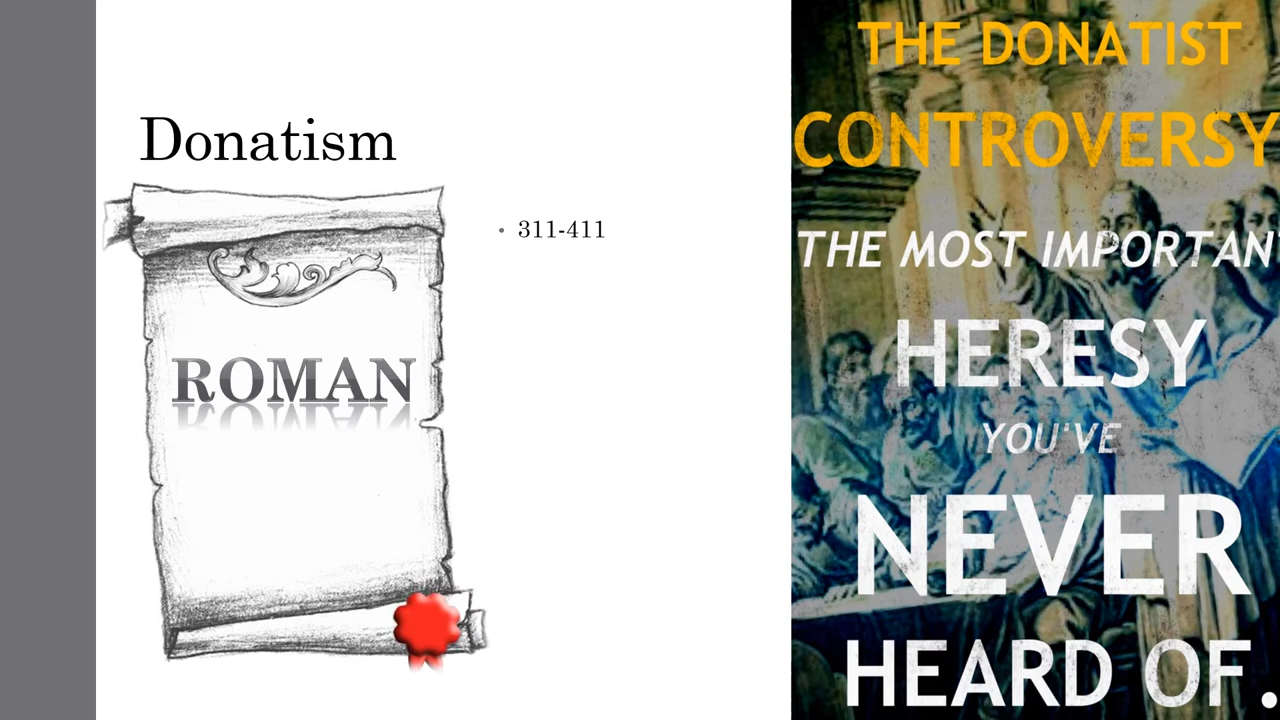 Donatism
ROMAN
• 311-411
THE DONATIST
CONTROVERSY
THE MOST IMPORTANT
HERESY
YOU'VE
NEVER
HEARD OF.